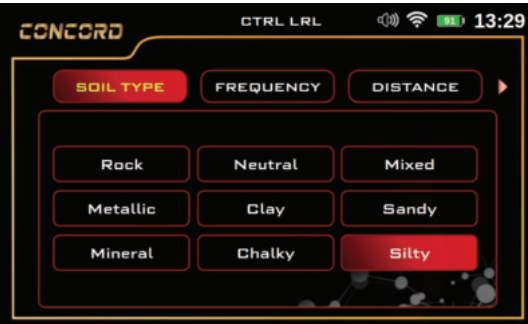 CONCORD CTRL LRL 91 13:29
SOIL TYPE FREQUENCY DISTANCE
Rock Neutral Mixed
Metallic Clay Sandy
Mineral Chalky Silty